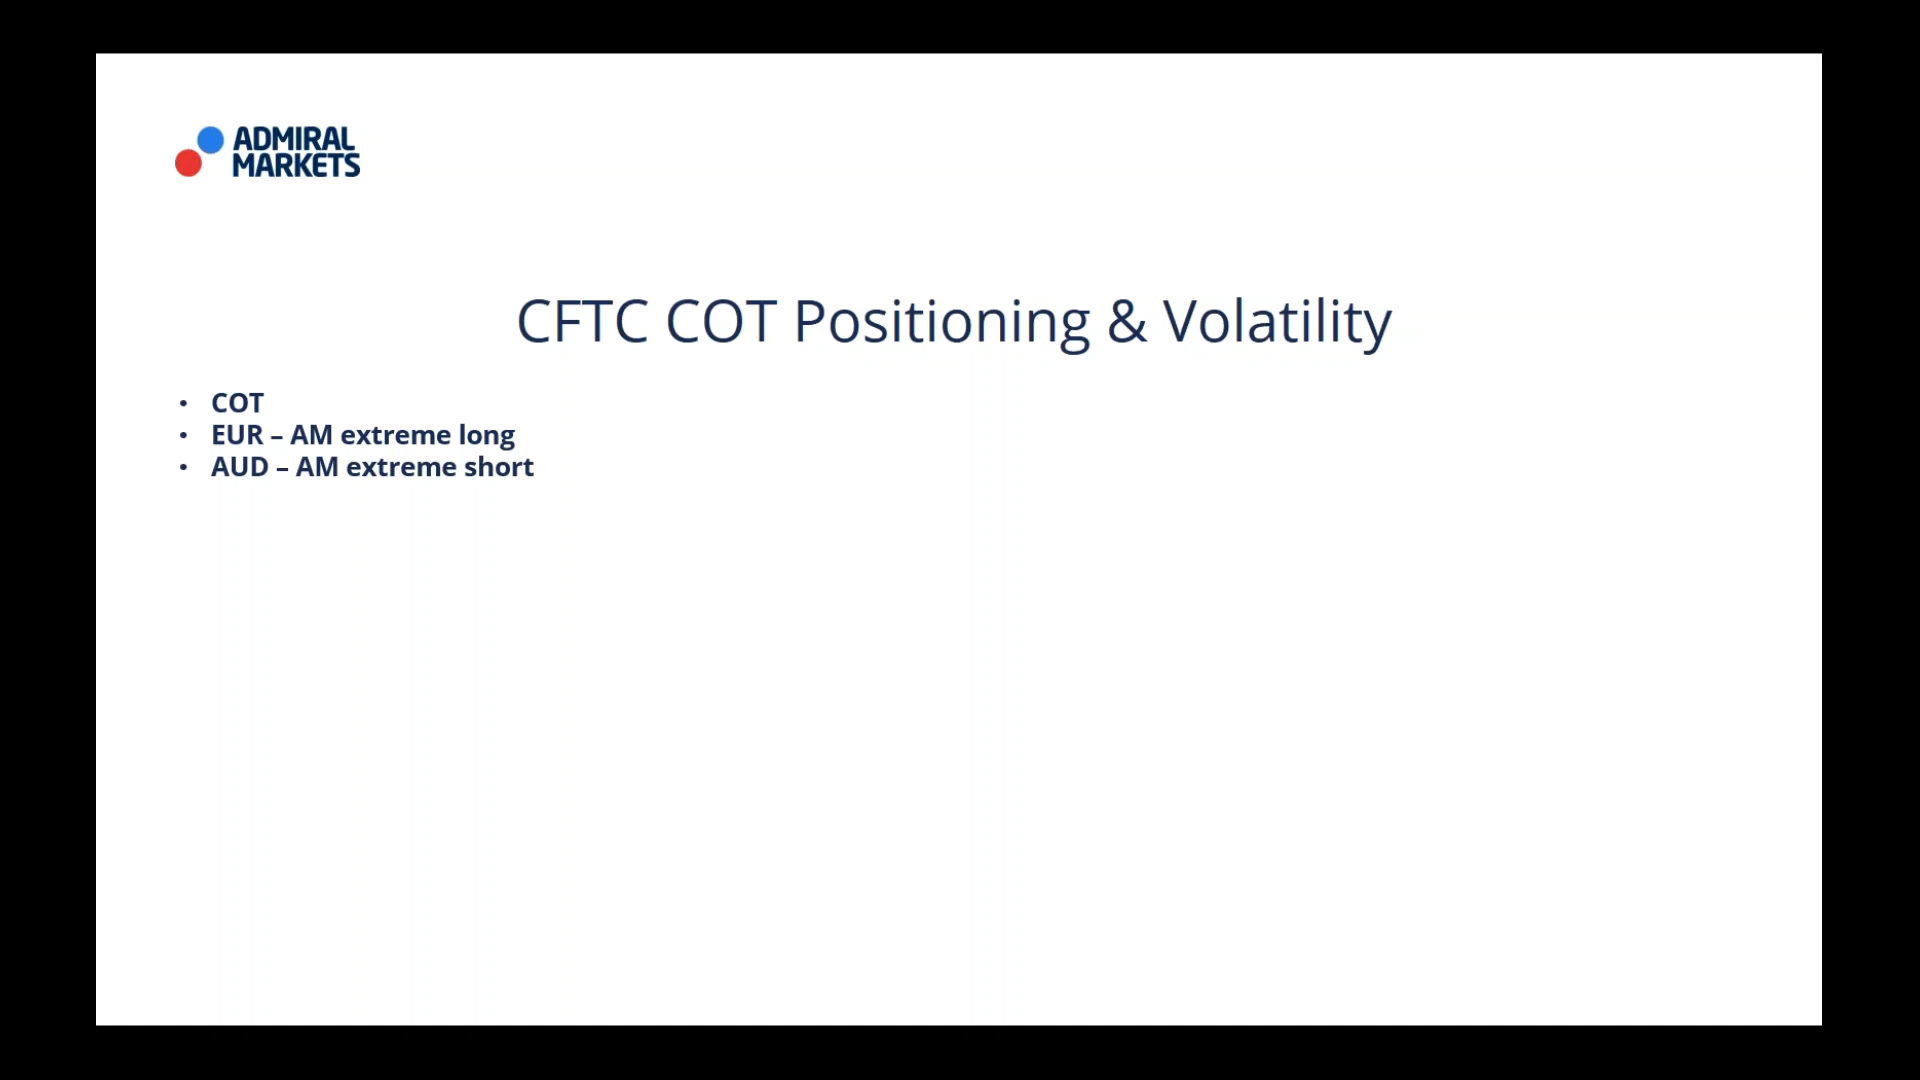 ADMIRAL
MARKETS
CFTC COT Positioning & Volatility
• COT
• EUR – AM extreme long
• AUD – AM extreme short